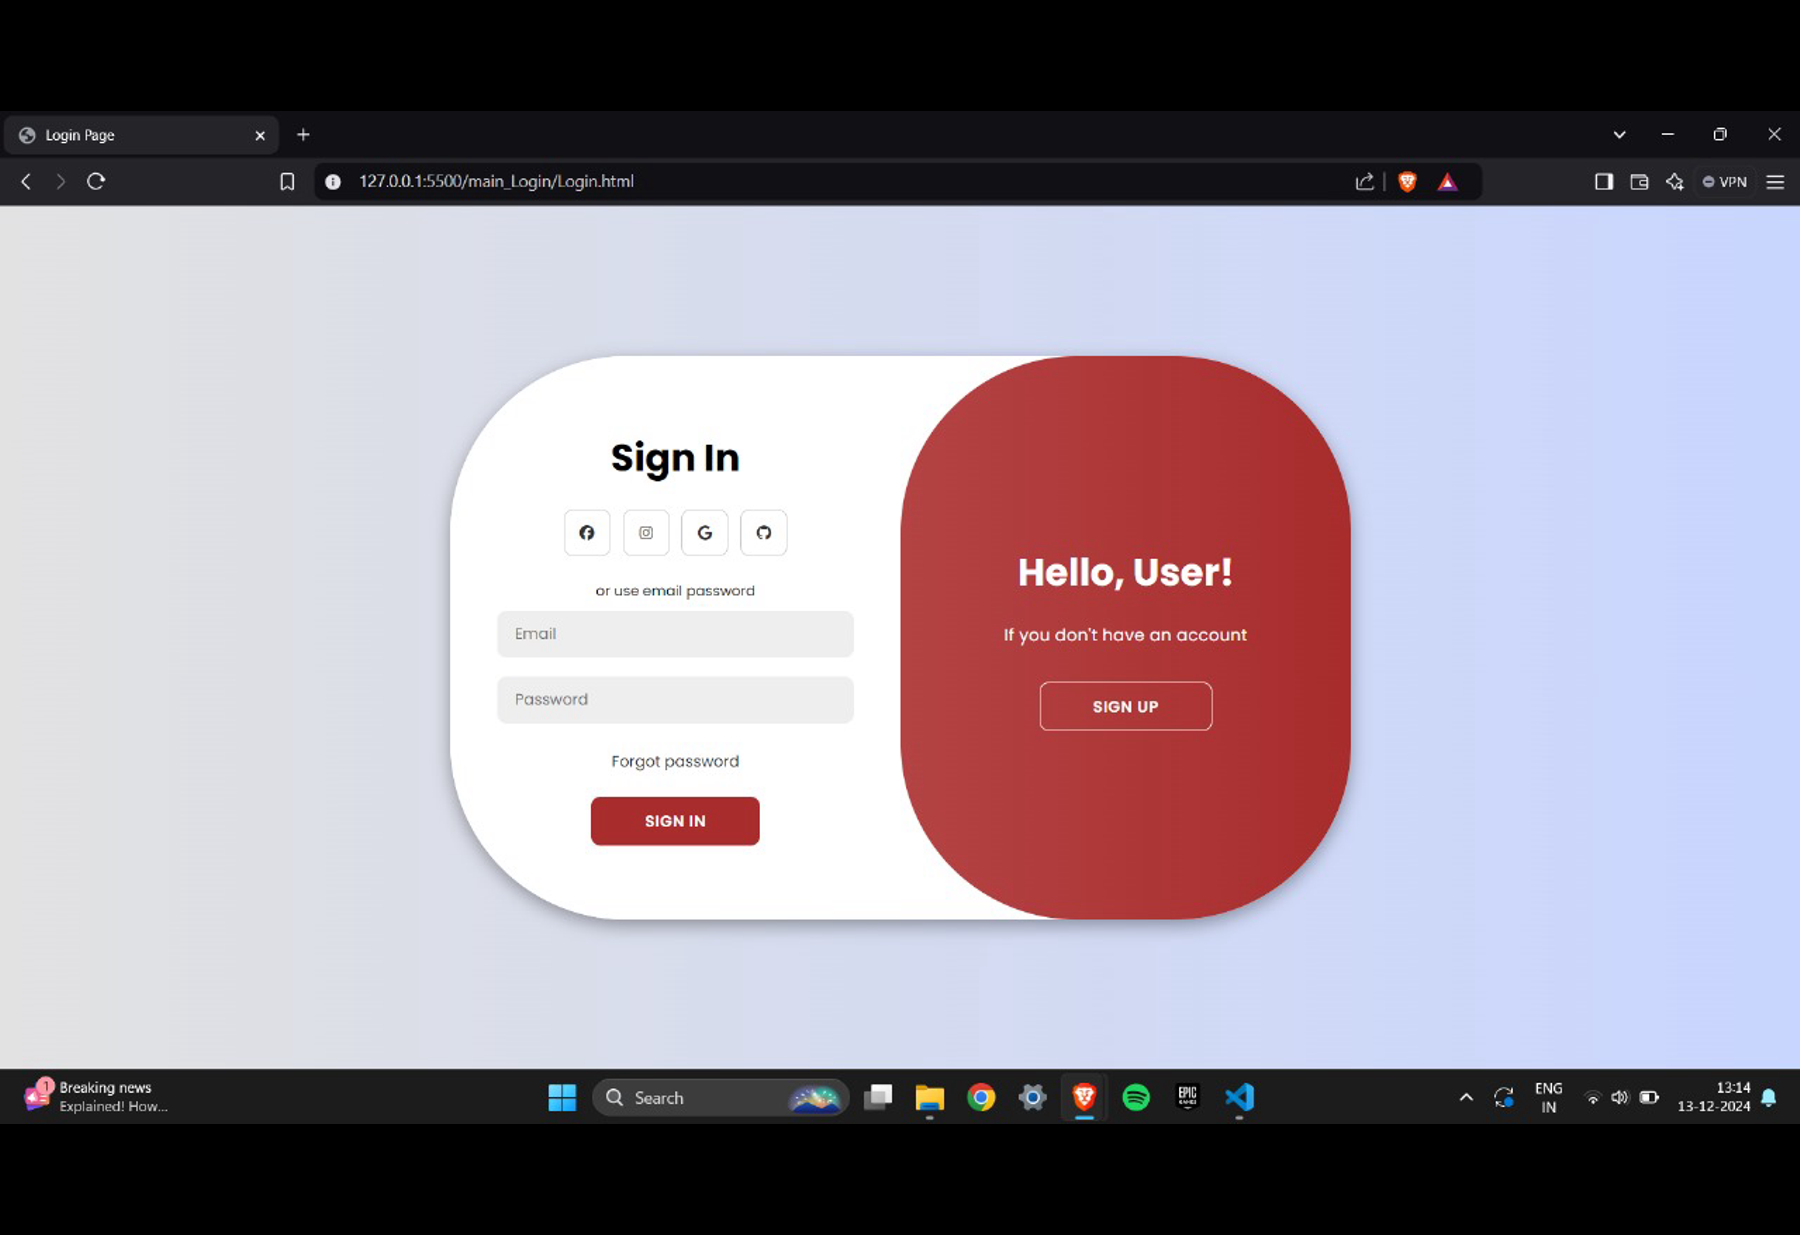 Login Page
127.0.0.1:5500/main_Login/Login.html
VPN
Sign In
or use email password
Email
Password
Forgot password
SIGN IN
Hello, User!
If you don't have an account
SIGN UP
1
Breaking news
Explained! How...
Search
EPIC
GAMES
ENG
IN
13:14
13-12-2024